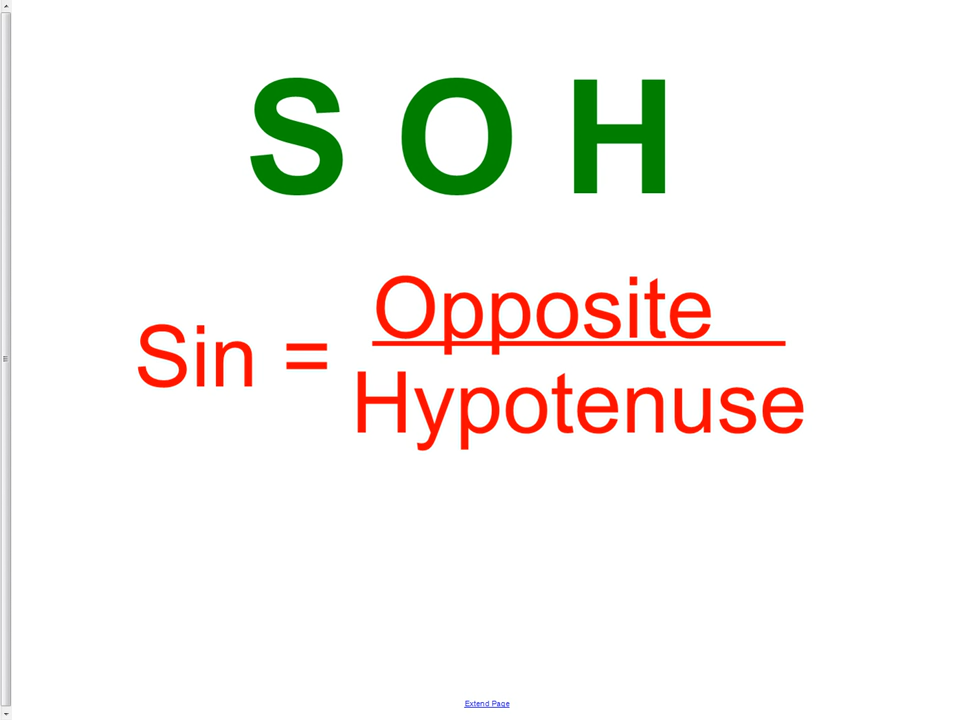 S O H
Opposite
Sin =
Hypotenuse
Extend Page